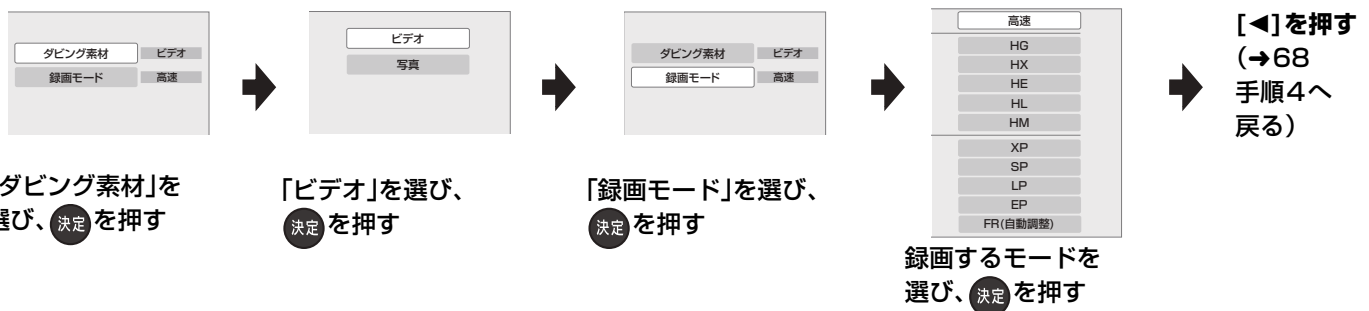 ダビング素材 ビデオ
録画モード 高速
ダビング素材」を
選び、決定を押す
ビデオ
写真
「ビデオ」を選び、
決定を押す
ダビング素材 ビデオ
録画モード 高速
「録画モード」を選び、
決定を押す
高速
HG
HX
HE
HL
HM
XP
SP
LP
EP
FR(自動調整)
録画するモードを
選び、決定を押す
[◀]を押す
(➔68
手順4へ
戻る)